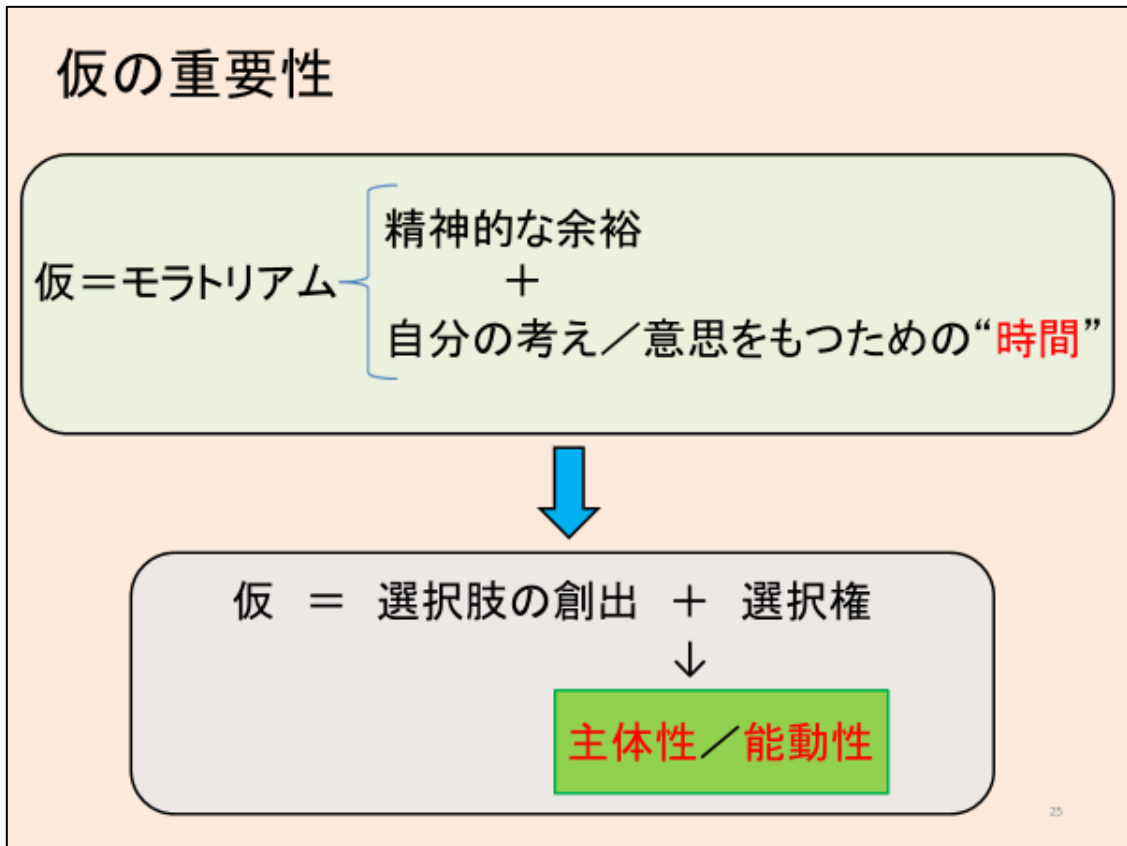 仮の重要性
精神的な余裕
仮=モラトリアム
+
自分の考え/意思をもつための“時間”
仮 = 選択肢の創出 + 選択権
↓
主体性/能動性
25